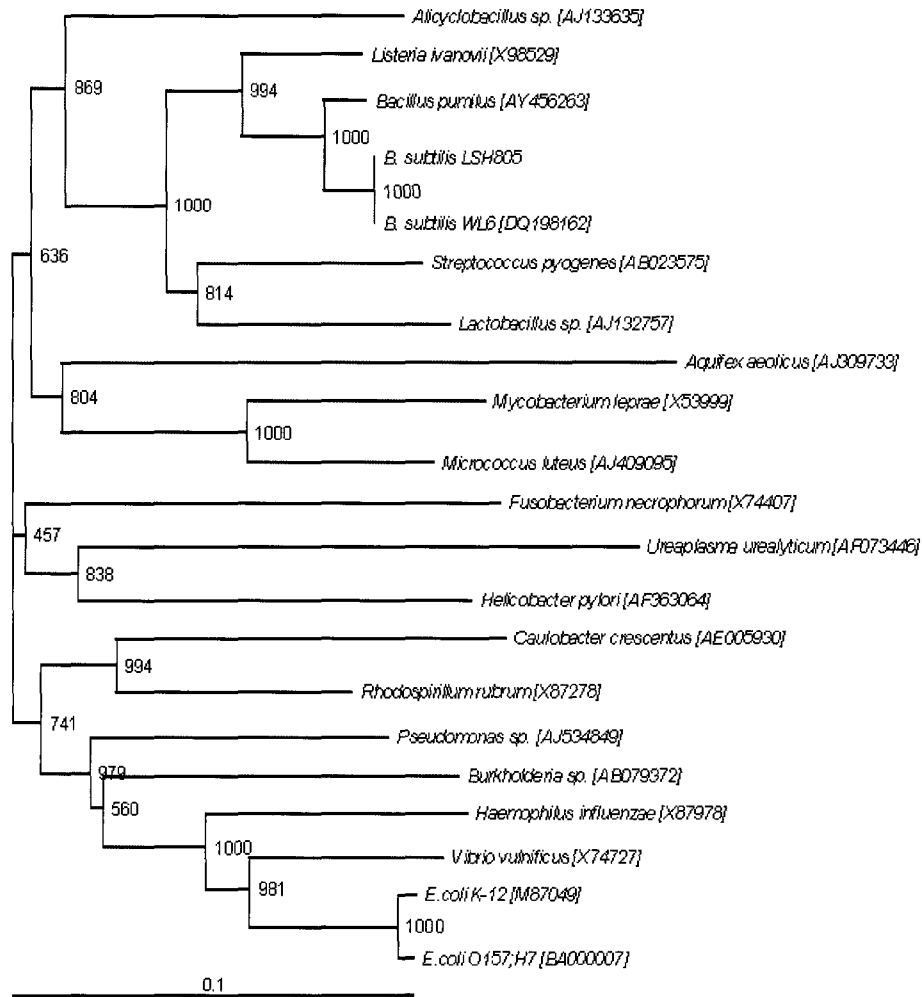 Alicyclobacillus sp. [AJ133635]
Listeria ivanovii [X98529]
869
994
Bacillus pumilus [AY456263]
1000
B. subtilis LSH805
1000
1000
B. subtilis WL6 [DQ198162]
636
Streptococcus pyogenes [AB023575]
814
Lactobacillus sp. [AJ132757]
Aquifex aeolicus [AJ309733]
804
Mycobacterium leprae [X53999]
1000
Micrococcus luteus [AJ409095]
Fusobacterium necrophorum [X74407]
457
Ureaplasma urealyticum [AF073446]
838
Helicobacter pylori [AF363064]
Caulobacter crescentus [AE005930]
994
Rhodospirillum rubrum [X87278]
741
Pseudomonas sp. [AJ534849]
979
Burkholderia sp. [AB079372]
560
Haemophilus influenzae [X87978]
1000
Vibrio vulnificus [X74727]
981
E.coli K-12 [M87049]
1000
E.coli O157;H7 [BA000007]
0.1